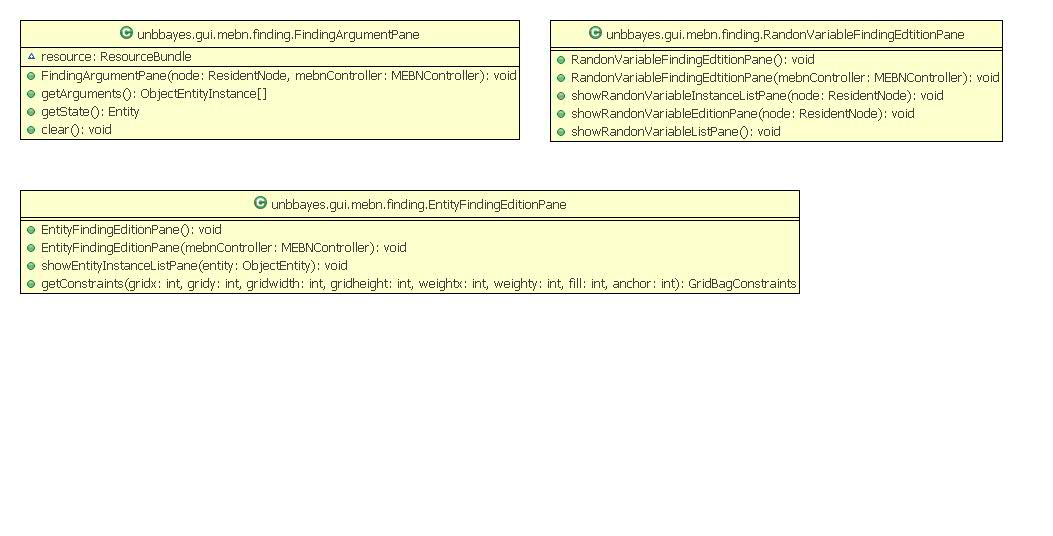 unbbayes.gui.mebn.finding.FindingArgumentPane
resource: ResourceBundle
FindingArgumentPane(node: ResidentNode, mebnController: MEBNController): void
getArguments(): ObjectEntityInstance[]
getState(): Entity
clear(): void
unbbayes.gui.mebn.finding.RandonVariableFindingEdtitionPane
RandonVariableFindingEdtitionPane(): void
RandonVariableFindingEdtitionPane(mebnController: MEBNController): void
showRandonVariableInstanceListPane(node: ResidentNode): void
showRandonVariableEditionPane(node: ResidentNode): void
showRandonVariableListPane(): void
unbbayes.gui.mebn.finding.EntityFindingEditionPane
EntityFindingEditionPane(): void
EntityFindingEditionPane(mebnController: MEBNController): void
showEntityInstanceListPane(entity: ObjectEntity): void
getConstraints(gridx: int, gridy: int, gridwidth: int, gridheight: int, weightx: int, weighty: int, fill: int, anchor: int): GridBagConstraints